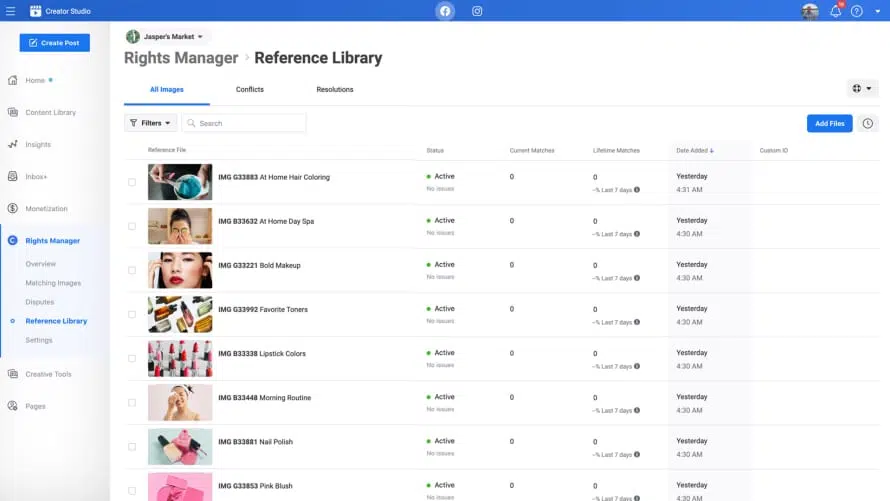 Creator Studio
Jasper's Market
Create Post
Rights Manager > Reference Library
Home
Content Library
Insights
Inbox+
Monetization
Rights Manager
Overview
Matching Images
Disputes
Reference Library
Settings
Creative Tools
Pages
All Images Conflicts Resolutions
Filters Search Add Files
Reference File Status Current Matches Lifetime Matches Date Added ↓ Custom ID
IMG G33883 At Home Hair Coloring Active 0 0 Yesterday
No issues --% Last 7 days 4:31 AM
IMG B33632 At Home Day Spa Active 0 0 Yesterday
No issues --% Last 7 days 4:30 AM
IMG G33221 Bold Makeup Active 0 0 Yesterday
No issues --% Last 7 days 4:30 AM
IMG G33992 Favorite Toners Active 0 0 Yesterday
No issues --% Last 7 days 4:30 AM
IMG B33338 Lipstick Colors Active 0 0 Yesterday
No issues --% Last 7 days 4:30 AM
IMG B33448 Morning Routine Active 0 0 Yesterday
No issues --% Last 7 days 4:30 AM
IMG B33881 Nail Polish Active 0 0 Yesterday
No issues --% Last 7 days 4:30 AM
IMG G33853 Pink Blush Active 0 0 Yesterday
No issues --% Last 7 days 4:30 AM